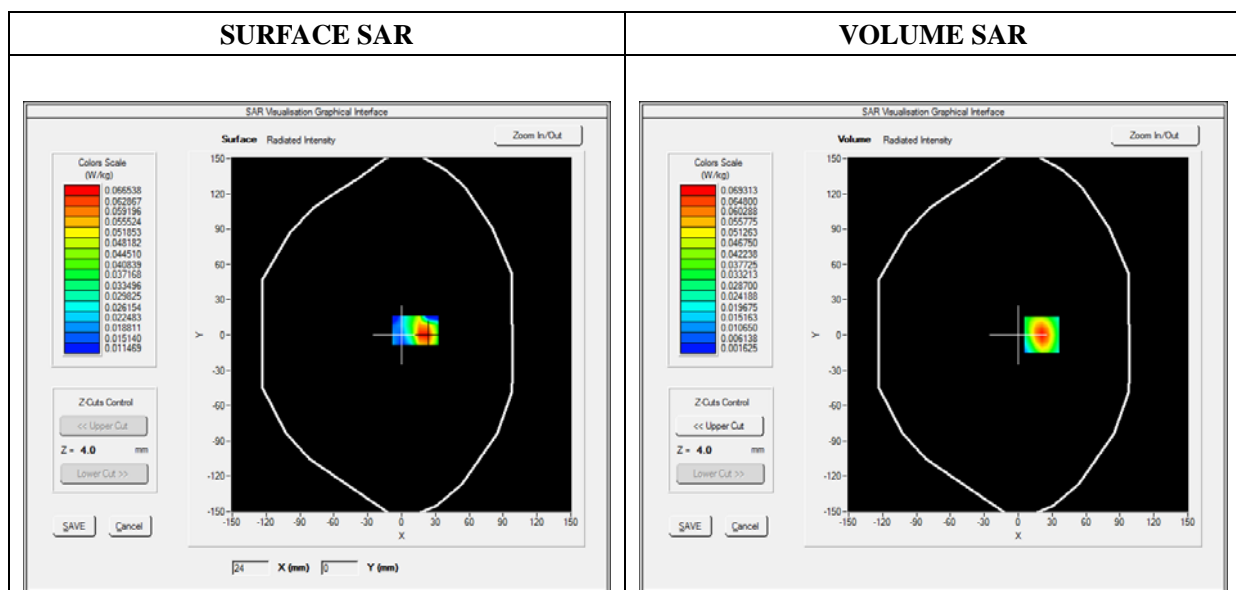 SURFACE SAR
VOLUME SAR
SAR Visualisation Graphical Interface
Surface Radiated Intensity
Zoom In/Out
Colors Scale
(W/kg)
0.066538
0.062867
0.059196
0.055524
0.051853
0.048182
0.044510
0.040839
0.037168
0.033496
0.029825
0.026154
0.022483
0.018811
0.015140
0.011469
150
120
90
60
30
0
-30
-60
-90
-120
-150
Y
-150 -120 -90 -60 -30 0 30 60 90 120 150
X
Z-Cuts Control
<< Upper Cut
Z = 4.0 mm
Lower Cut >>
SAVE Cancel
24 X (mm) 0 Y (mm)
SAR Visualisation Graphical Interface
Volume Radiated Intensity
Zoom In/Out
Colors Scale
(W/kg)
0.069313
0.064800
0.060288
0.055775
0.051263
0.046750
0.042238
0.037725
0.033213
0.028700
0.024188
0.019675
0.015163
0.010650
0.006138
0.001625
150
120
90
60
30
0
-30
-60
-90
-120
-150
Y
-150 -120 -90 -60 -30 0 30 60 90 120 150
X
Z-Cuts Control
<< Upper Cut
Z = 4.0 mm
Lower Cut >>
SAVE Cancel